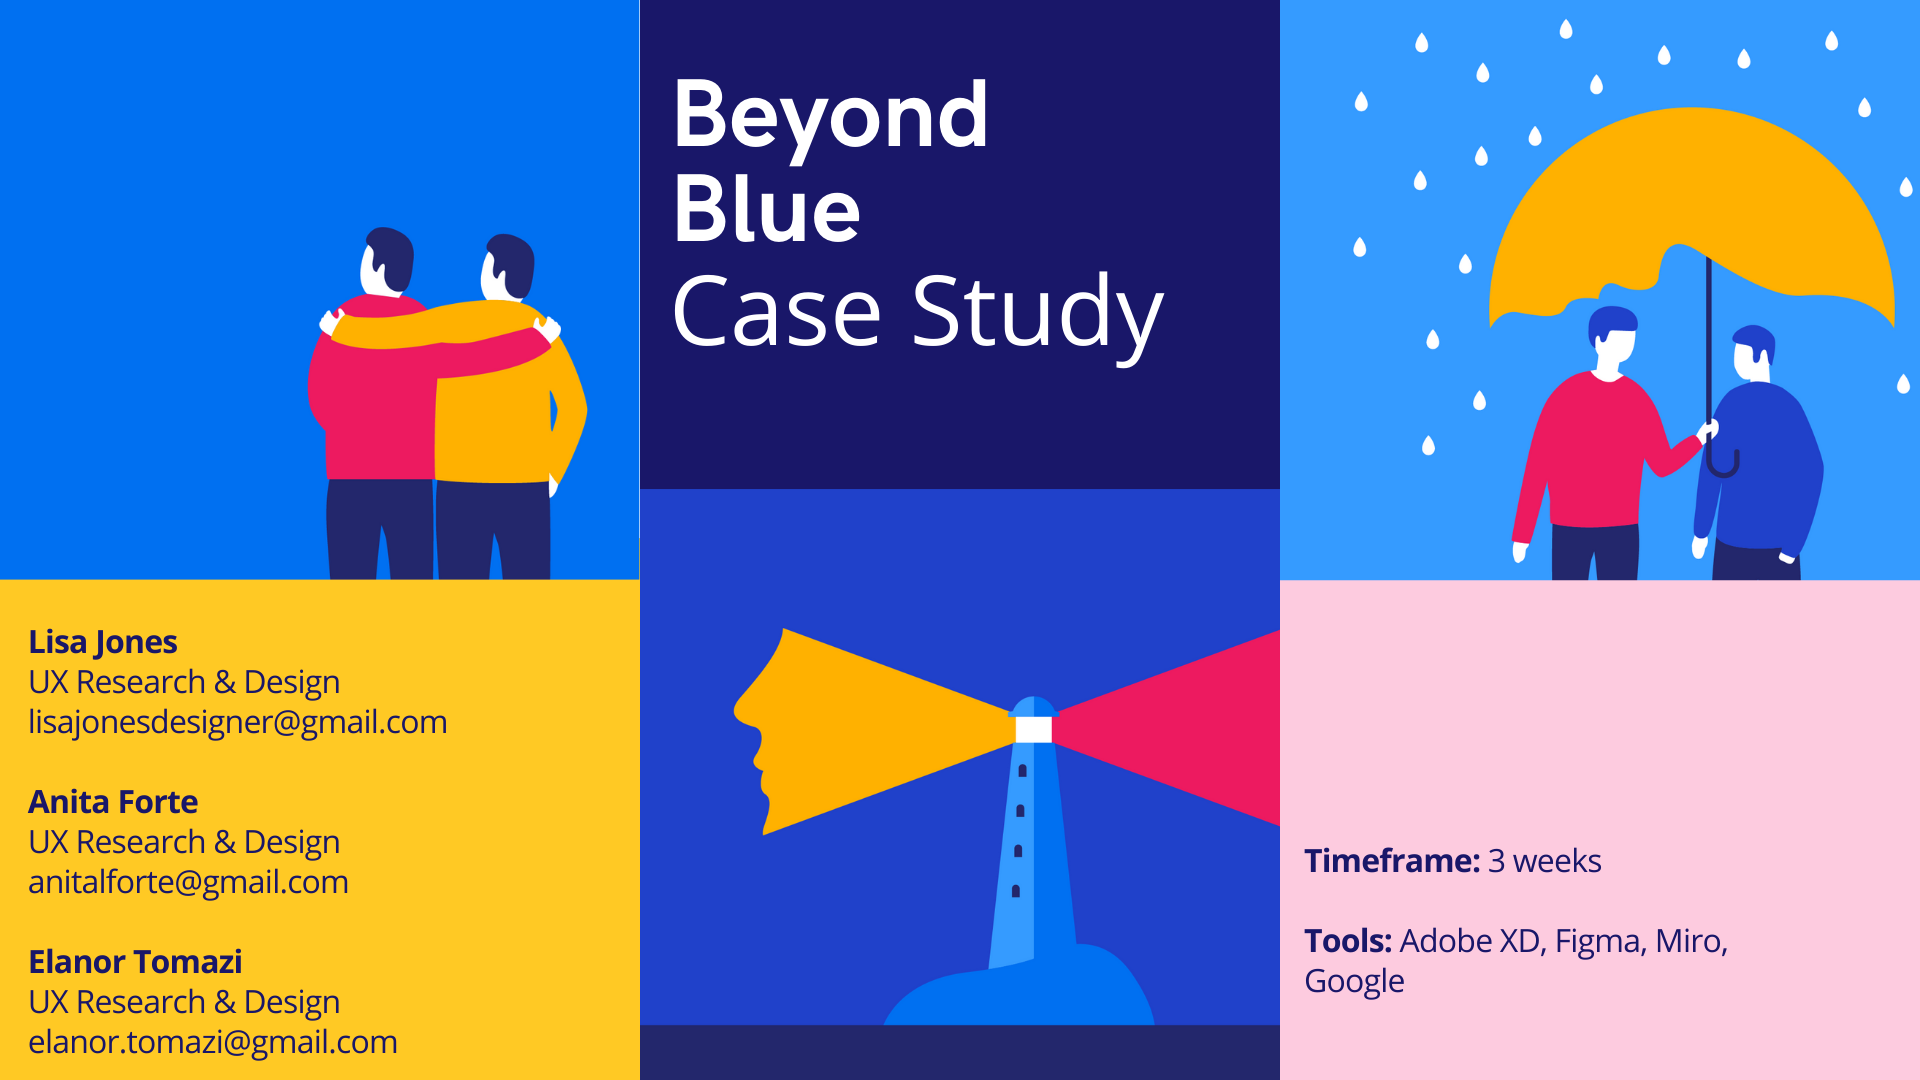 Beyond
Blue
Case Study
Lisa Jones
UX Research & Design
lisajonesdesigner@gmail.com
Anita Forte
UX Research & Design
anitalforte@gmail.com
Elanor Tomazi
UX Research & Design
elanor.tomazi@gmail.com
Timeframe: 3 weeks
Tools: Adobe XD, Figma, Miro,
Google